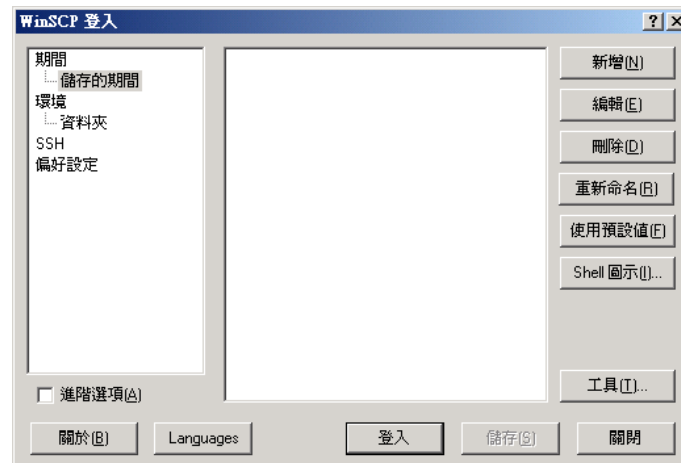 WinSCP 登入
期間
儲存的期間
環境
資料夾
SSH
偏好設定
進階選項(A)
新增(N)
編輯(E)
刪除(D)
重新命名(R)
使用預設值(F)
Shell 圖示(I)...
工具(T)...
關於(B)
Languages
登入
儲存(S)
關閉